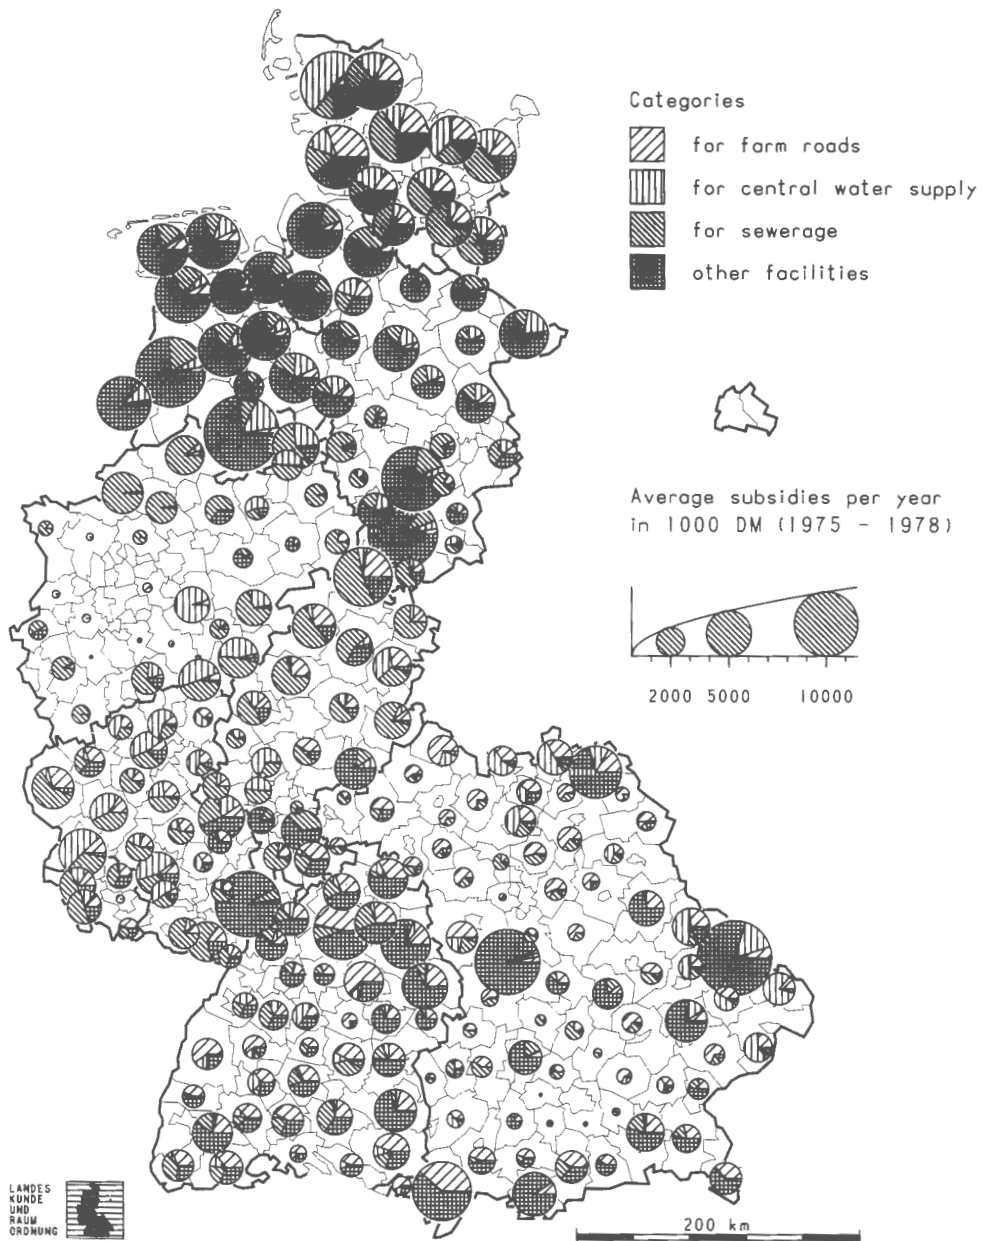 Categories
for farm roads
for central water supply
for sewerage
other facilities
Average subsidies per year
in 1000 DM (1975 - 1978)
2000 5000 10000
LANDES
KUNDE
UND
RAUM
ORDNUNG
200 km